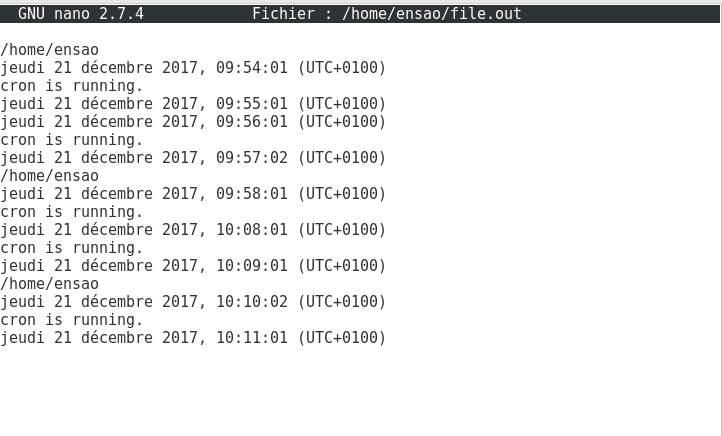 GNU nano 2.7.4 Fichier : /home/ensao/file.out
/home/ensao
jeudi 21 décembre 2017, 09:54:01 (UTC+0100)
cron is running.
jeudi 21 décembre 2017, 09:55:01 (UTC+0100)
jeudi 21 décembre 2017, 09:56:01 (UTC+0100)
cron is running.
jeudi 21 décembre 2017, 09:57:02 (UTC+0100)
/home/ensao
jeudi 21 décembre 2017, 09:58:01 (UTC+0100)
cron is running.
jeudi 21 décembre 2017, 10:08:01 (UTC+0100)
cron is running.
jeudi 21 décembre 2017, 10:09:01 (UTC+0100)
/home/ensao
jeudi 21 décembre 2017, 10:10:02 (UTC+0100)
cron is running.
jeudi 21 décembre 2017, 10:11:01 (UTC+0100)